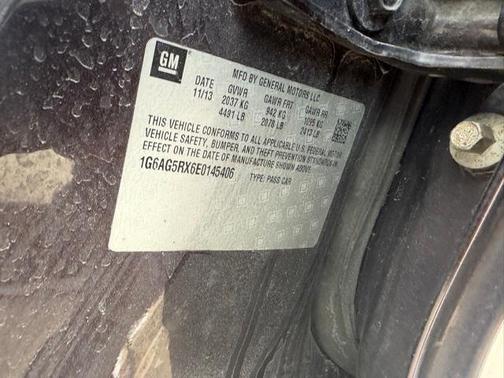 GM
MFD BY GENERAL MOTORS LLC
DATE GVWR GAWR FRT GAWR RR
11/13 2037 KG 942 KG 1095 KG
4491 LB 2078 LB 2413 LB
THIS VEHICLE CONFORMS TO ALL APPLICABLE U.S. FEDERAL MOTOR
VEHICLE SAFETY, BUMPER, AND THEFT PREVENTION STANDARDS IN
EFFECT ON THE DATE OF MANUFACTURE SHOWN ABOVE.
1G6AG5RX6E0145406 TYPE: PASS CAR